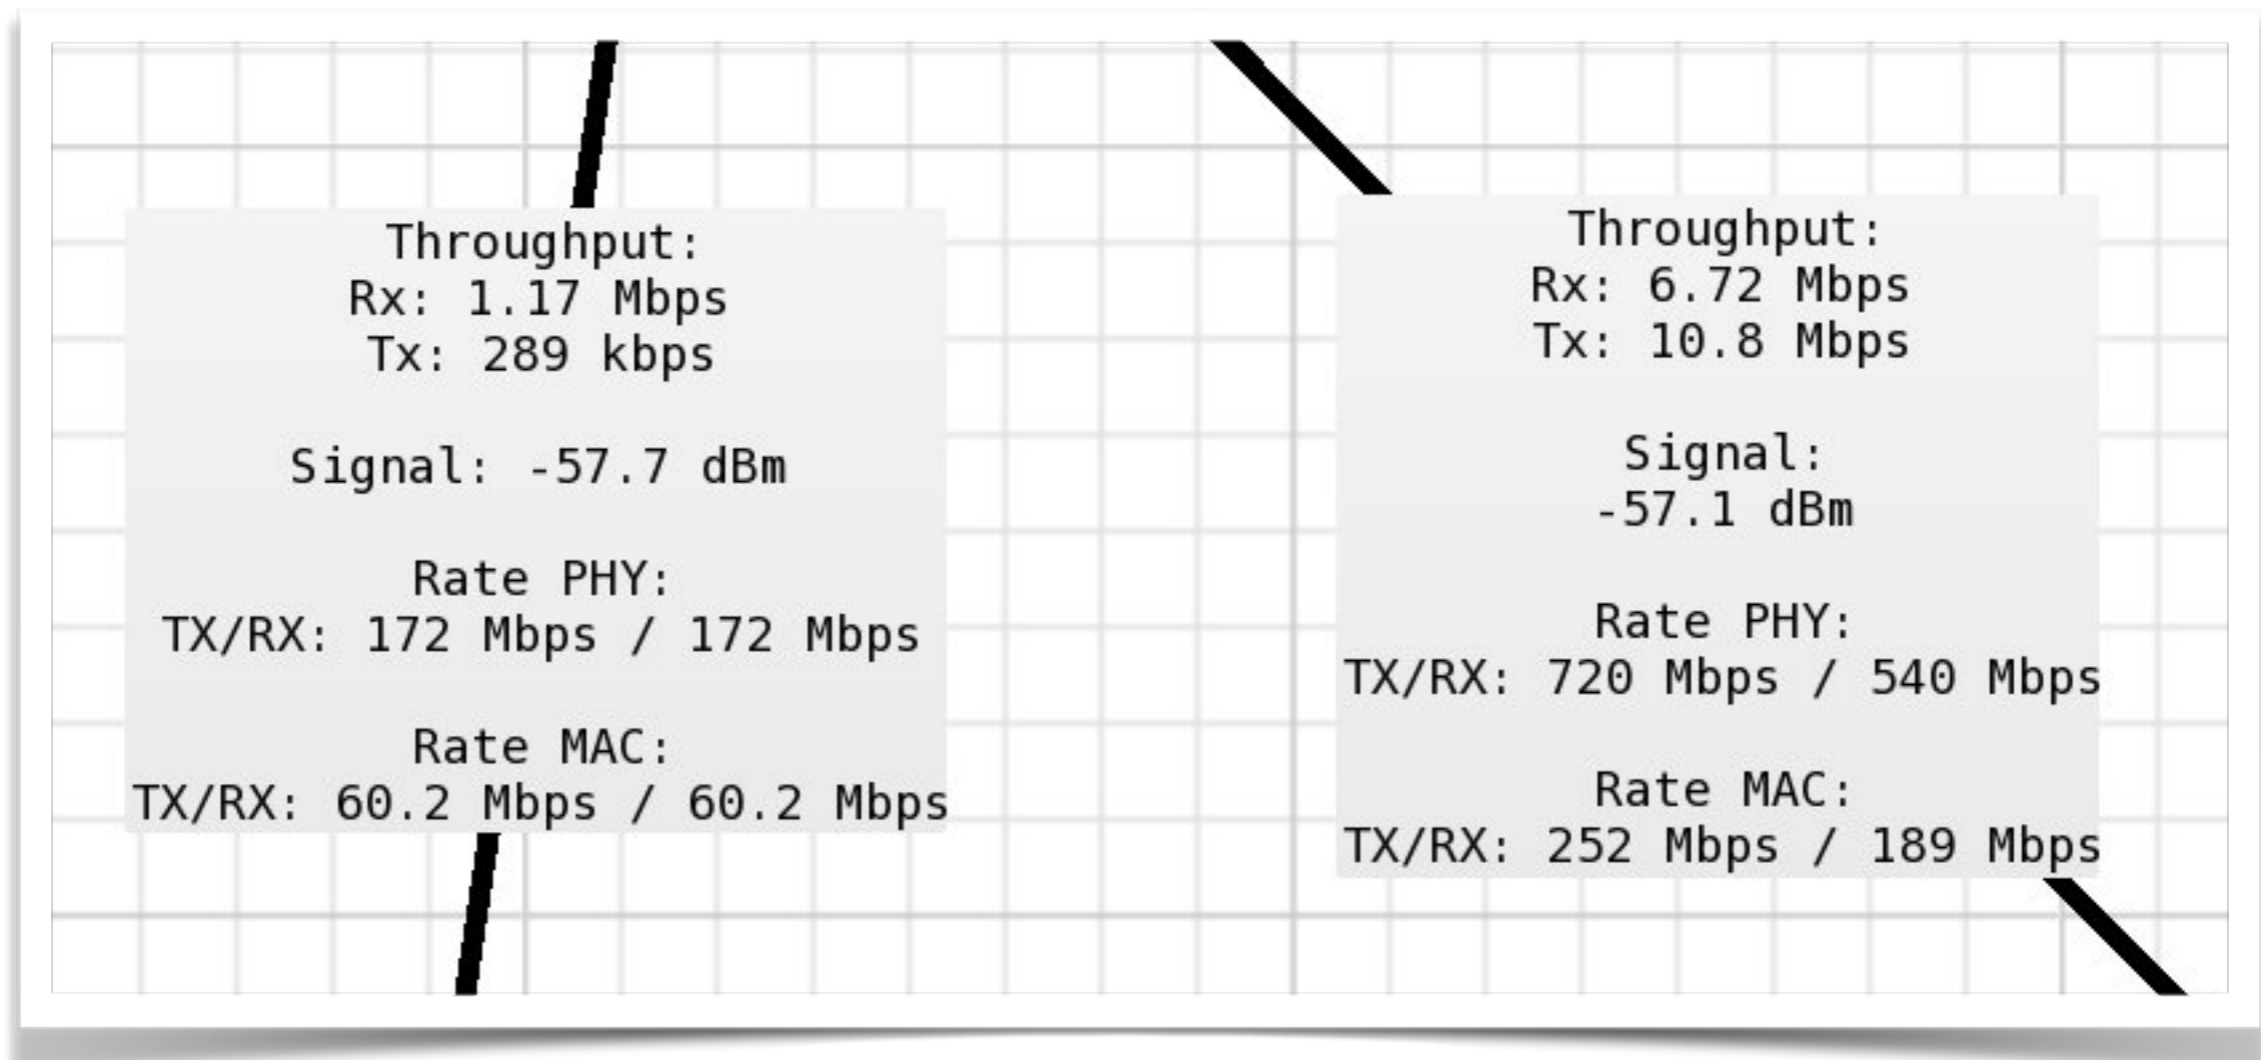 Throughput:
Rx: 1.17 Mbps
Tx: 289 kbps
Signal: -57.7 dBm
Rate PHY:
TX/RX: 172 Mbps / 172 Mbps
Rate MAC:
TX/RX: 60.2 Mbps / 60.2 Mbps
Throughput:
Rx: 6.72 Mbps
Tx: 10.8 Mbps
Signal:
-57.1 dBm
Rate PHY:
TX/RX: 720 Mbps / 540 Mbps
Rate MAC:
TX/RX: 252 Mbps / 189 Mbps